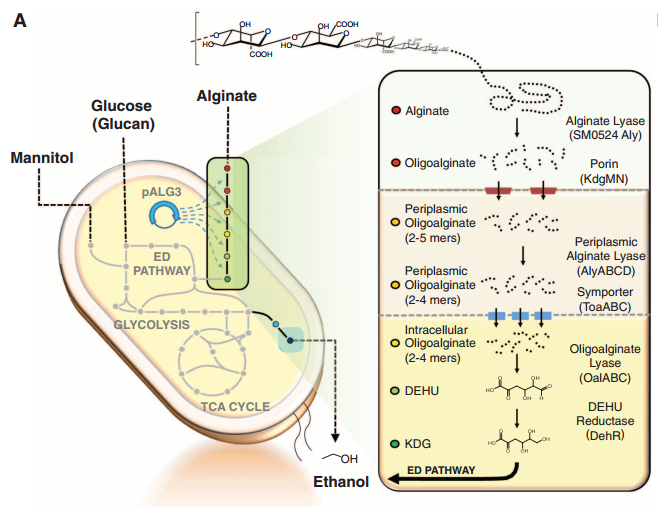 A
OH
HO
O
COOH
O
OH
COOH
HO
O
O
Mannitol
Glucose
(Glucan)
Alginate
pALG3
ED
PATHWAY
GLYCOLYSIS
TCA CYCLE
OH
Ethanol
Alginate
Alginate Lyase
(SM0524 Aly)
Oligoalginate
Porin
(KdgMN)
Periplasmic
Oligoalginate
(2-5 mers)
Periplasmic
Alginate Lyase
(AlyABCD)
Periplasmic
Oligoalginate
(2-4 mers)
Symporter
(ToaABC)
Intracellular
Oligoalginate
(2-4 mers)
Oligoalginate
Lyase
(OalABC)
DEHU
DEHU
Reductase
(DehR)
KDG
ED PATHWAY